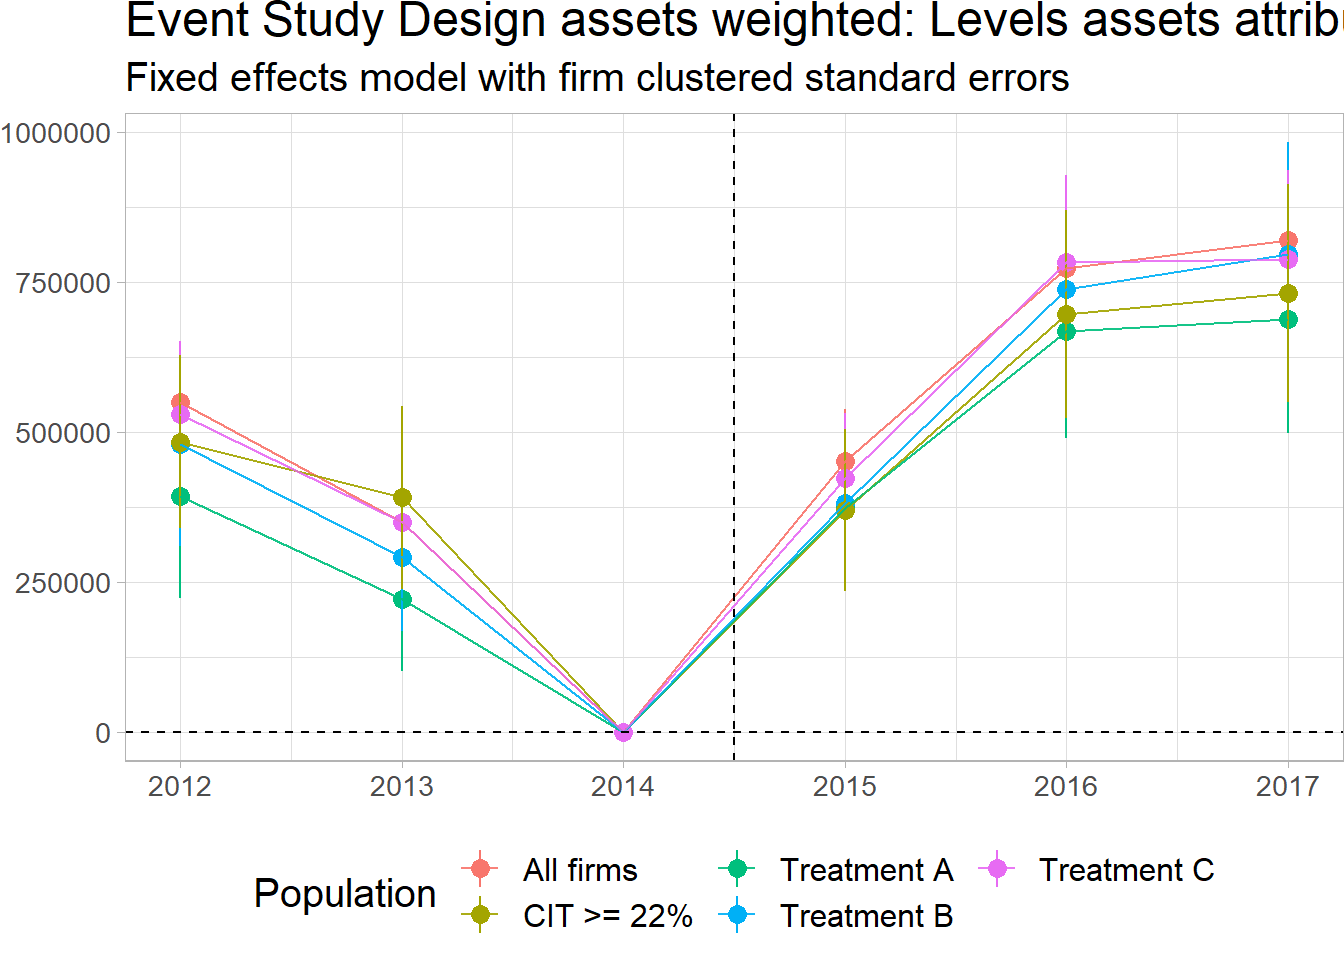 Event Study Design assets weighted: Levels assets
Fixed effects model with firm clustered standard errors
1000000
750000
500000
250000
0
2012 2013 2014 2015 2016 2017
Population
All firms Treatment A Treatment C
CIT >= 22% Treatment B